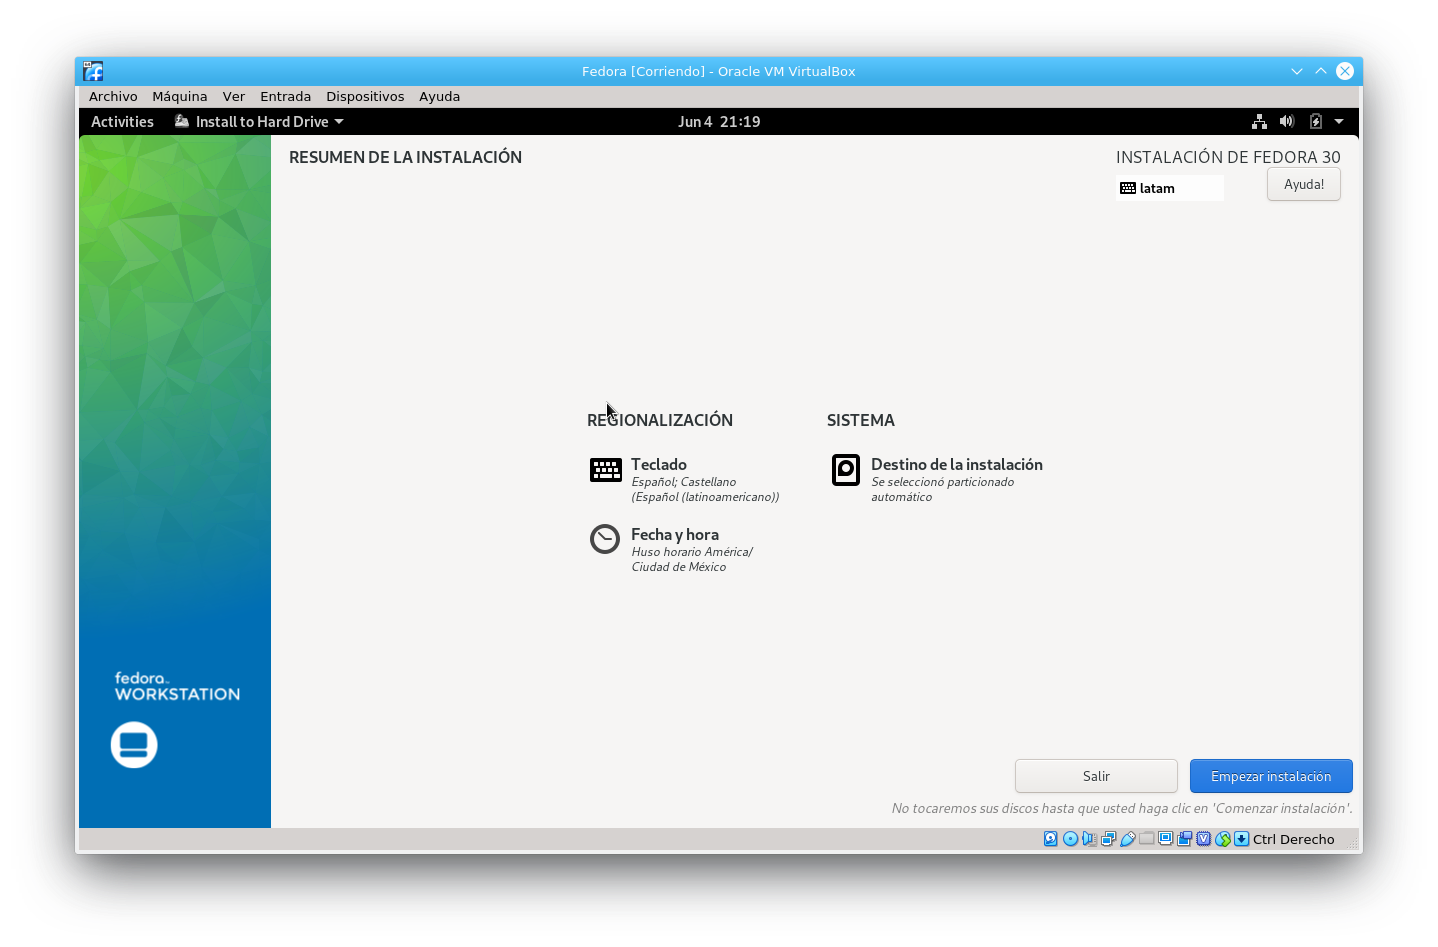 Fedora [Corriendo] - Oracle VM VirtualBox
Archivo Máquina Ver Entrada Dispositivos Ayuda
Activities Install to Hard Drive Jun 4 21:19
RESUMEN DE LA INSTALACIÓN
INSTALACIÓN DE FEDORA 30
latam
Ayuda!
REGIONALIZACIÓN
Teclado
Español; Castellano
(Español (latinoamericano))
Fecha y hora
Huso horario América/
Ciudad de México
SISTEMA
Destino de la instalación
Se seleccionó particionado
automático
fedora
WORKSTATION
Salir
Empezar instalación
No tocaremos sus discos hasta que usted haga clic en 'Comenzar instalación'.
Ctrl Derecho